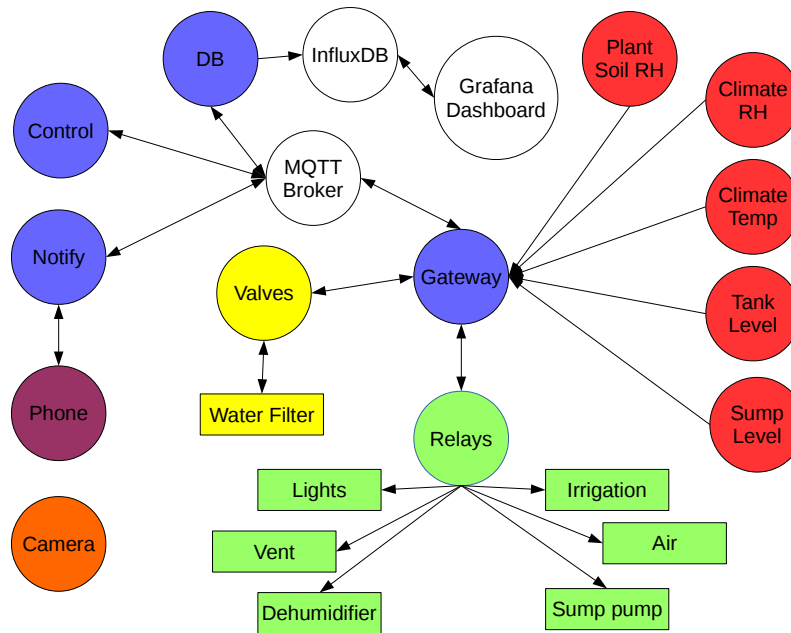 DB
InfluxDB
Grafana
Dashboard
Plant
Soil RH
Climate
RH
Control
MQTT
Broker
Climate
Temp
Notify
Valves
Gateway
Tank
Level
Phone
Water Filter
Relays
Sump
Level
Lights
Irrigation
Camera
Vent
Air
Dehumidifier
Sump pump